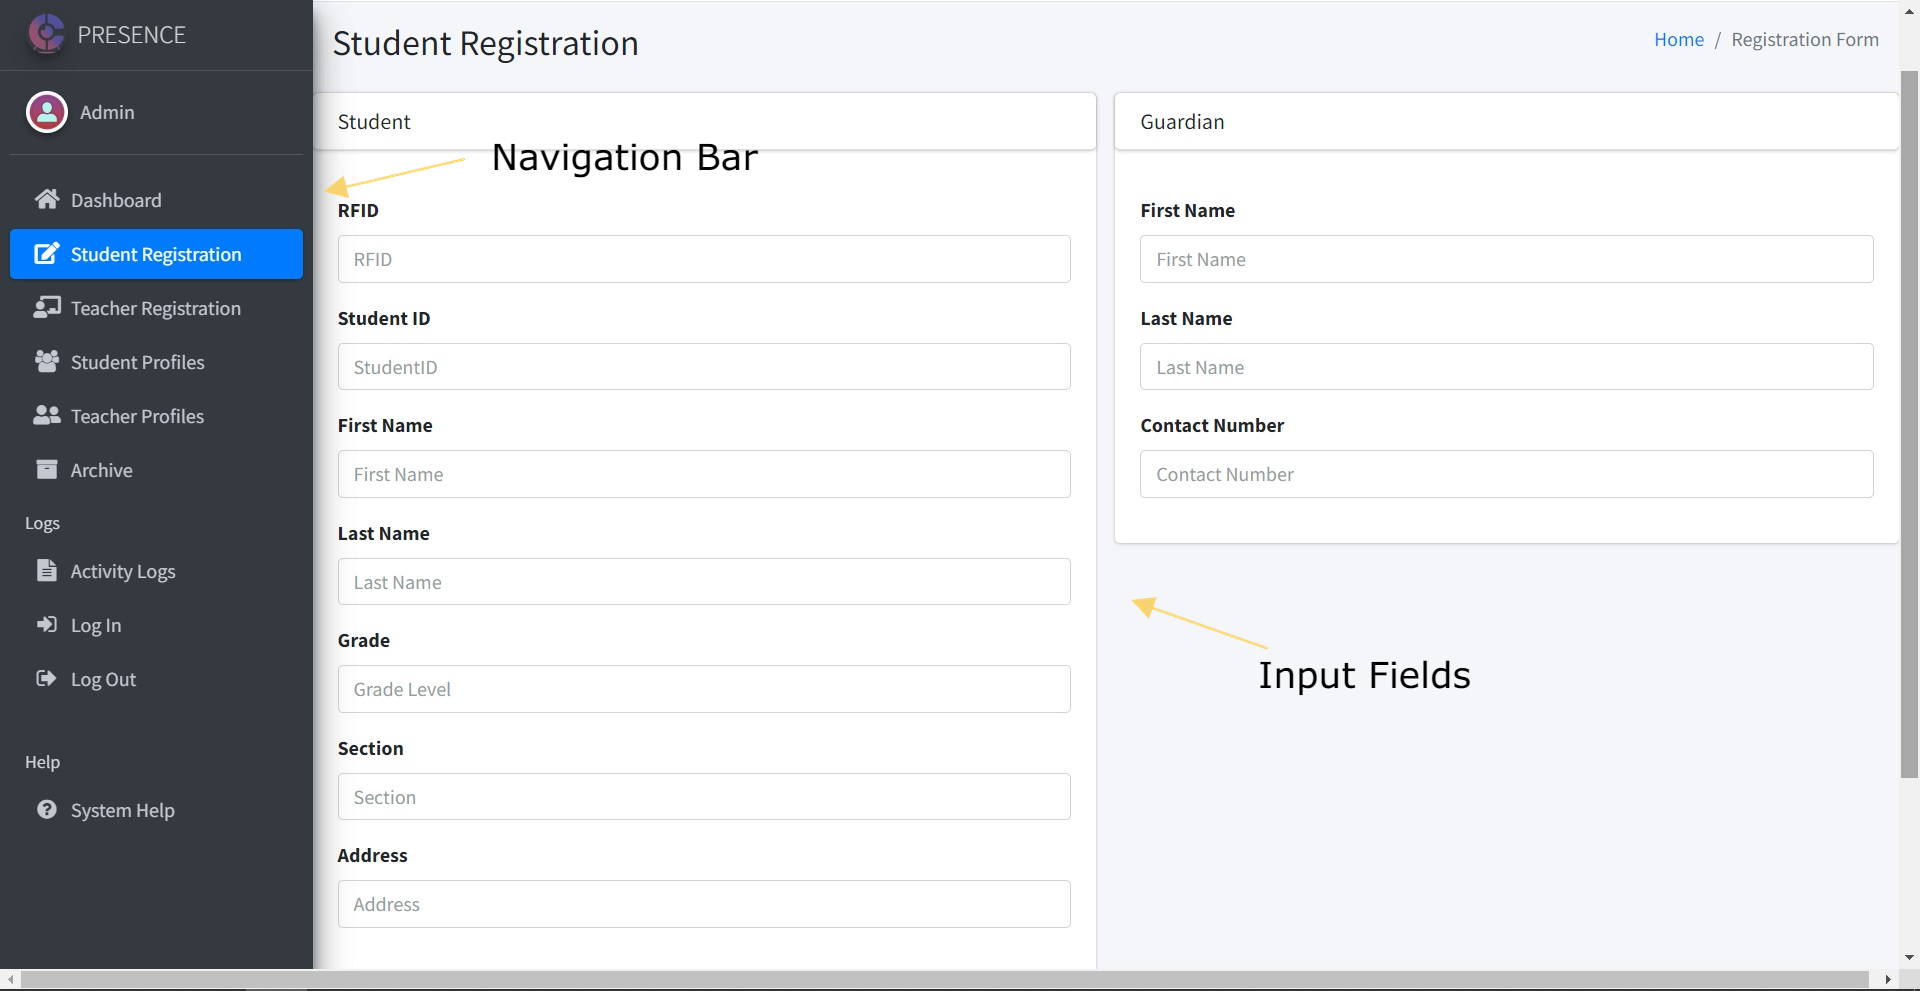 PRESENCE
Admin
Dashboard
Student Registration
Teacher Registration
Student Profiles
Teacher Profiles
Archive
Logs
Activity Logs
Log In
Log Out
Help
System Help
Student Registration
Home / Registration Form
Student
Navigation Bar
RFID
RFID
Student ID
StudentID
First Name
First Name
Last Name
Last Name
Grade
Grade Level
Section
Section
Address
Address
Guardian
First Name
First Name
Last Name
Last Name
Contact Number
Contact Number
Input Fields